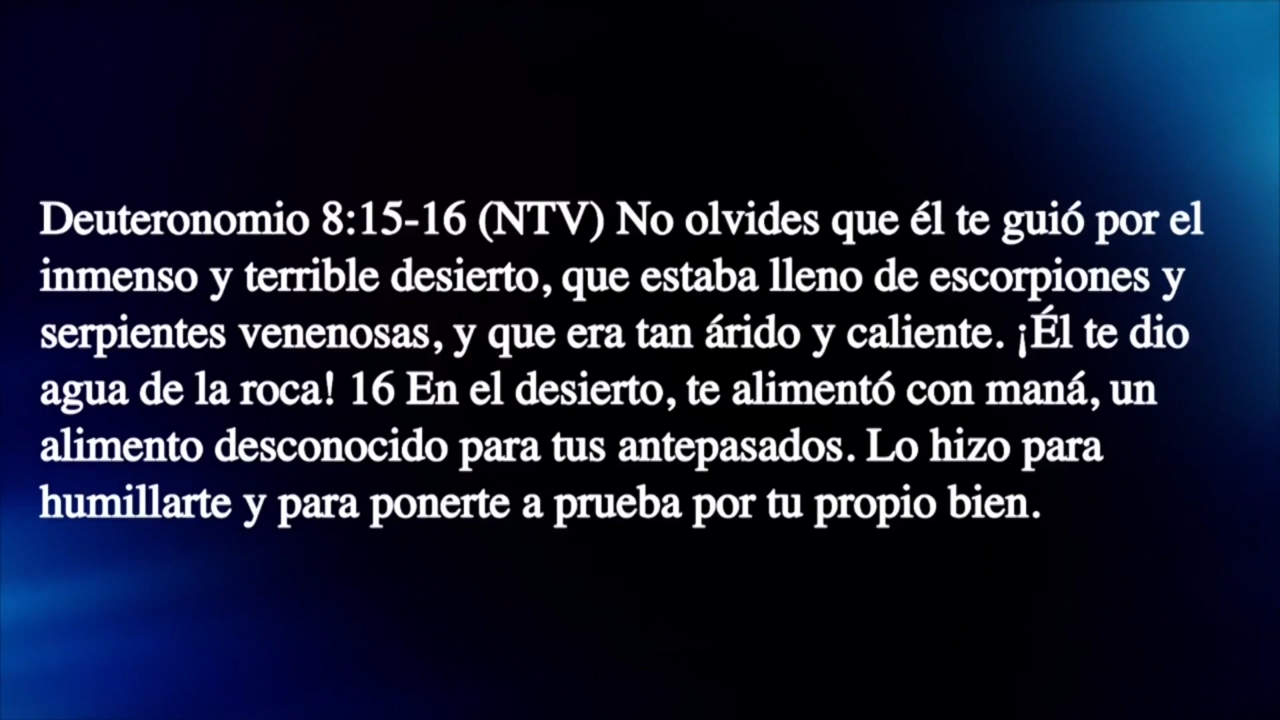 Deuteronomio 8:15-16 (NTV) No olvides que él te guió por el
inmenso y terrible desierto, que estaba lleno de escorpiones y
serpientes venenosas, y que era tan árido y caliente. ¡Él te dio
agua de la roca! 16 En el desierto, te alimentó con maná, un
alimento desconocido para tus antepasados. Lo hizo para
humillarte y para ponerte a prueba por tu propio bien.